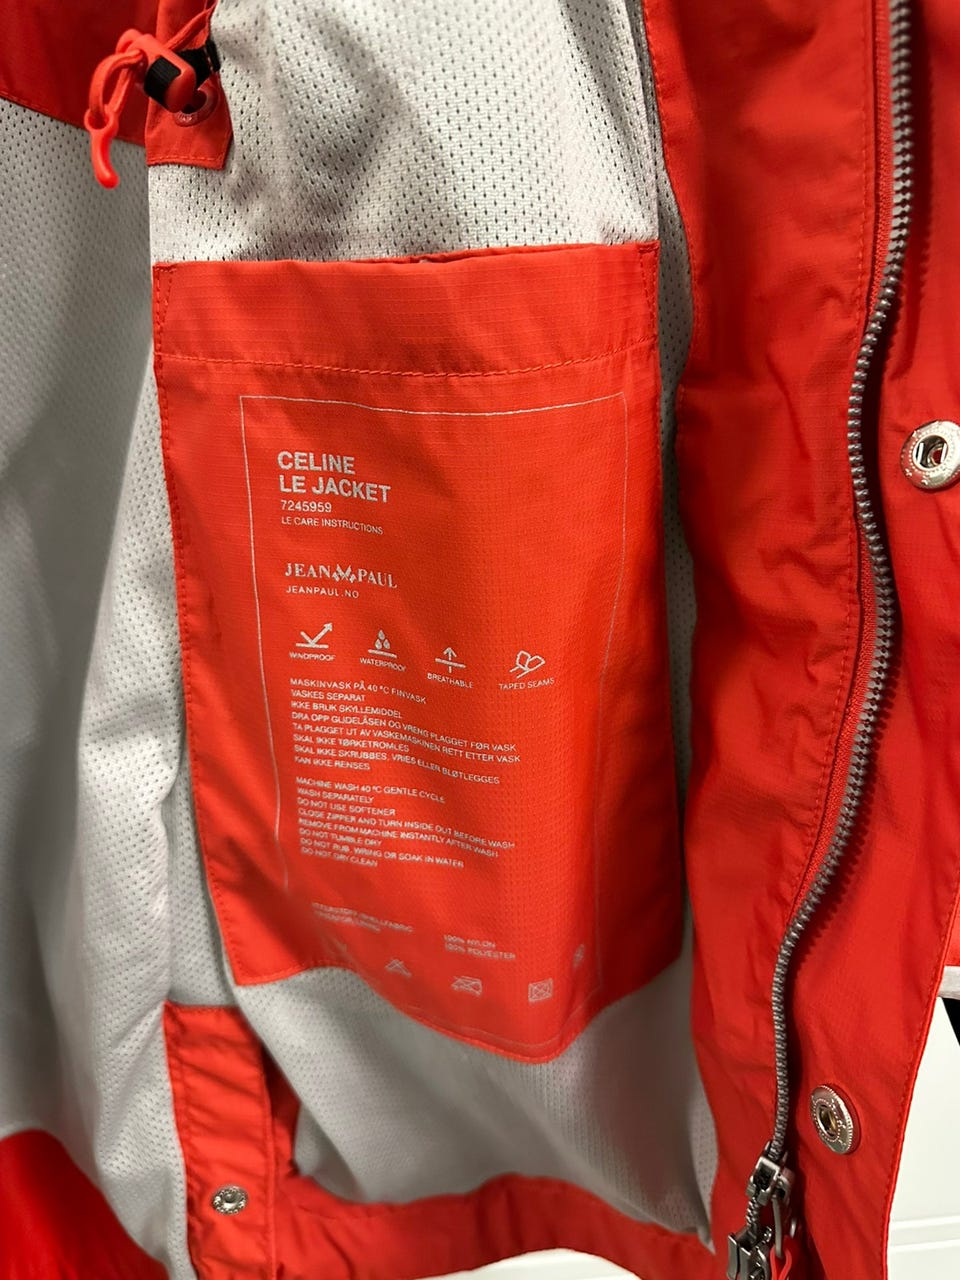 CELINE
LE JACKET
7245959
LE CARE INSTRUCTIONS
JEAN PAUL
JEANPAUL.NO
WINDPROOF
WATERPROOF
BREATHABLE
TAPED SEAMS
MASKINVASK PÅ 40 °C FINVASK
VASKES SEPARAT
IKKE BRUK SKYLLEMIDDEL
DRA OPP GLIDELÅSEN OG VRENG PLAGGET FØR VASK
TA PLAGGET UT AV VASKEMASKINEN RETT ETTER VASK
SKAL IKKE TØRKETROMLES
SKAL IKKE SKRUBBES, VRIES ELLER BLØTLEGGES
KAN IKKE RENSES
MACHINE WASH 40 °C GENTLE CYCLE
WASH SEPARATELY
DO NOT USE SOFTENER
CLOSE ZIPPER AND TURN INSIDE OUT BEFORE WASH
REMOVE FROM MACHINE INSTANTLY AFTER WASH
DO NOT TUMBLE DRY
DO NOT RUB, WRING OR SOAK IN WATER
DO NOT DRY CLEAN
100% NYLON
100% POLYESTER